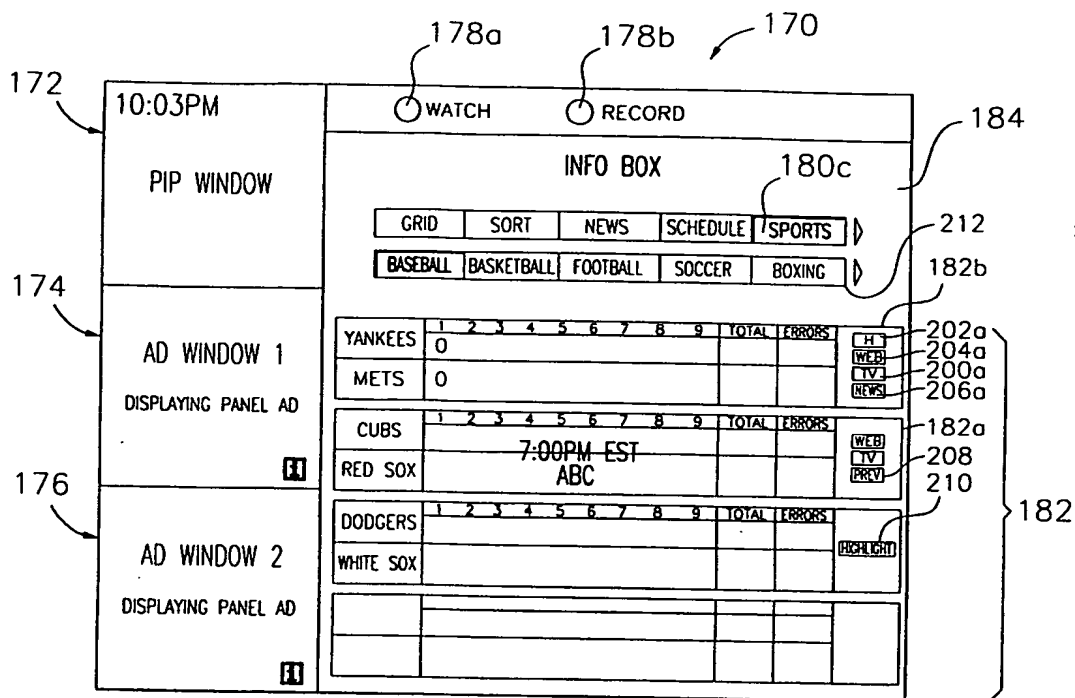 178a
178b
170
172
10:03PM
WATCH
RECORD
184
PIP WINDOW
INFO BOX
180c
GRID SORT NEWS SCHEDULE SPORTS
212
BASEBALL BASKETBALL FOOTBALL SOCCER BOXING
182b
174
AD WINDOW 1
DISPLAYING PANEL AD
YANKEES 1 2 3 4 5 6 7 8 9 TOTAL ERRORS
0
METS 0
H 202a
WEB 204a
TV 200a
NEWS 206a
CUBS 1 2 3 4 5 6 7 8 9 TOTAL ERRORS
7:00PM EST
RED SOX ABC
182a
WEB
TV 208
PREV 210
176
182
AD WINDOW 2
DISPLAYING PANEL AD
DODGERS 1 2 3 4 5 6 7 8 9 TOTAL ERRORS
WHITE SOX
HIGHLIGHT